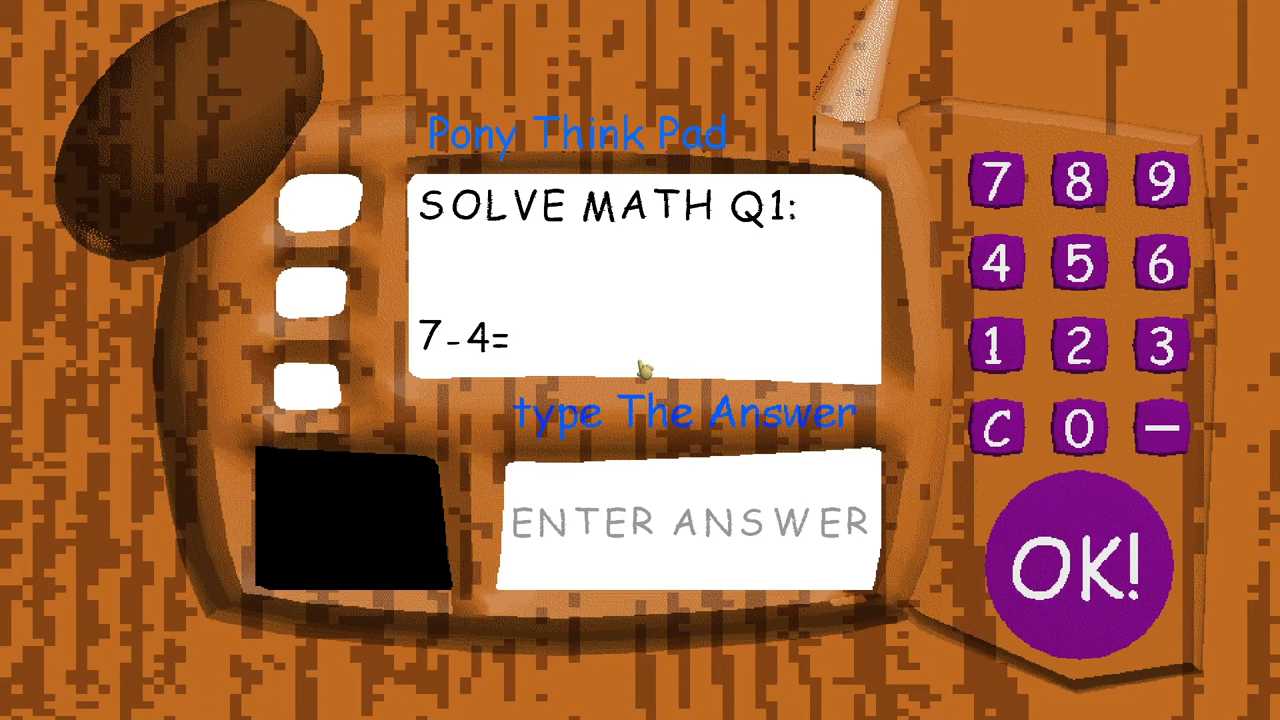 Pony Think Pad
SOLVE MATH Q1:
7-4=
type The Answer
ENTER ANSWER
7 8 9
4 5 6
1 2 3
C 0 −
OK!